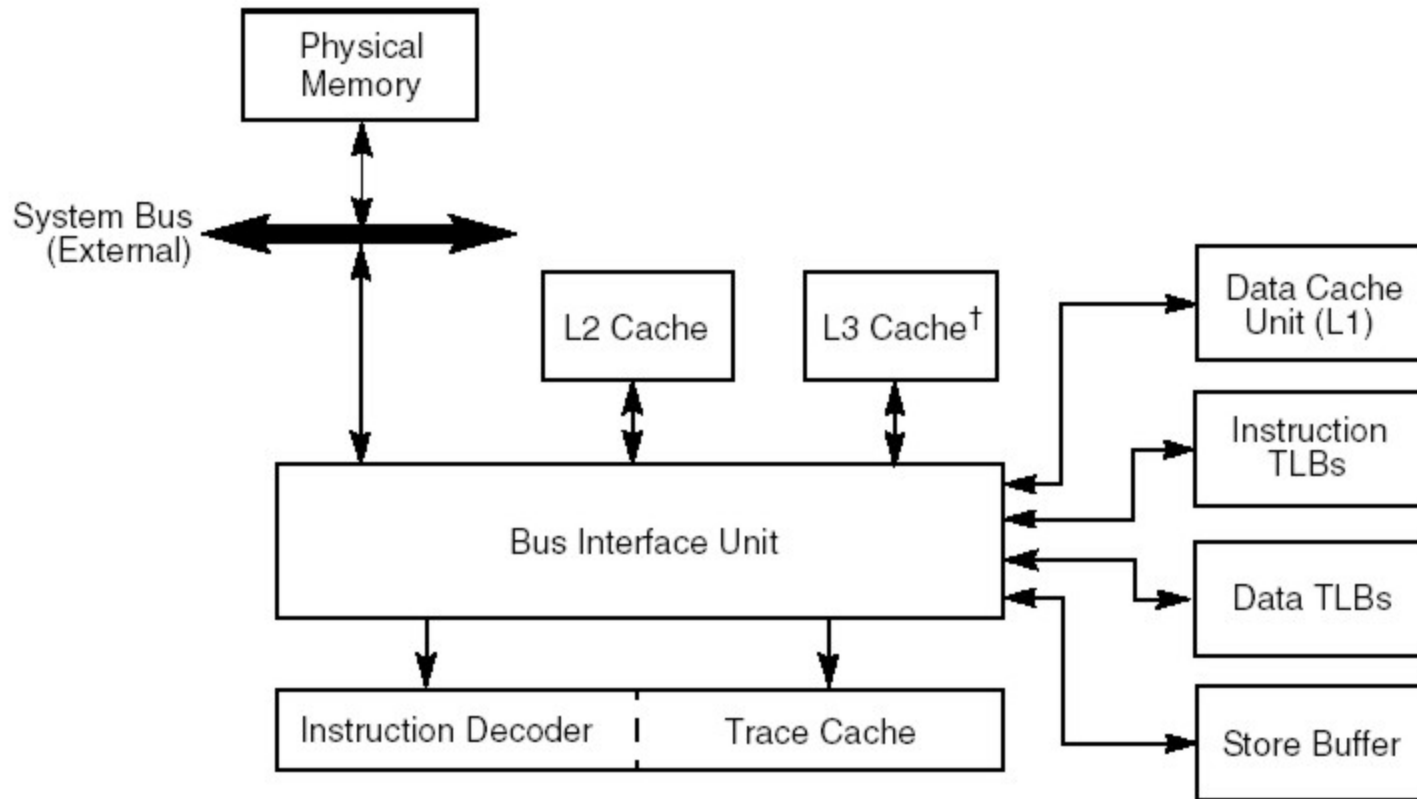 Physical
Memory
System Bus
(External)
L2 Cache
L3 Cache†
Data Cache
Unit (L1)
Instruction
TLBs
Bus Interface Unit
Data TLBs
Instruction Decoder
Trace Cache
Store Buffer